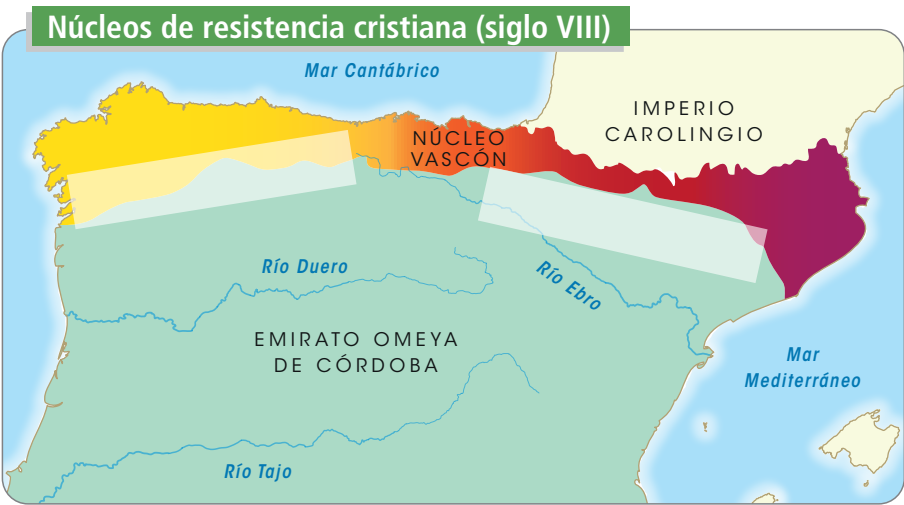 Núcleos de resistencia cristiana (siglo VIII)
Mar Cantábrico
IMPERIO
CAROLINGIO
NÚCLEO
VASCÓN
Río Duero
Río Ebro
EMIRATO OMEYA
DE CÓRDOBA
Mar
Mediterráneo
Río Tajo